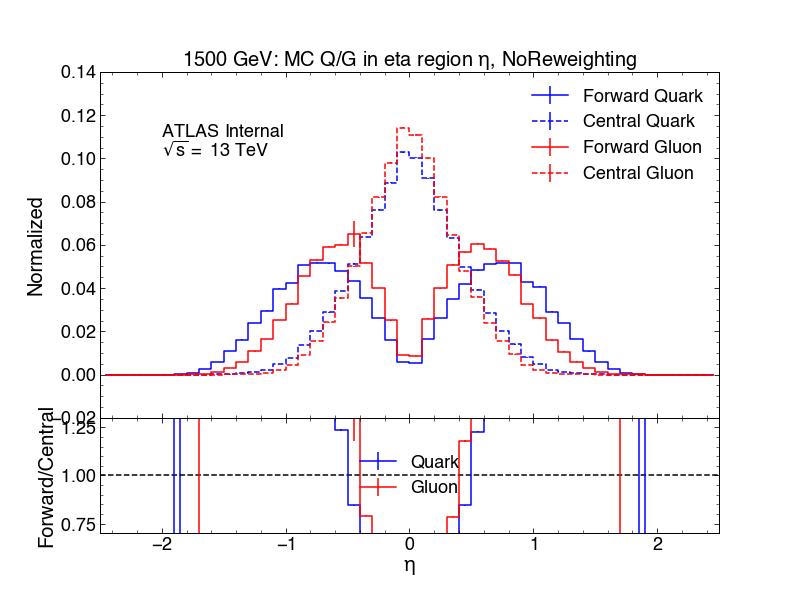 1500 GeV: MC Q/G in eta region η, NoReweighting
0.14
0.12
0.10
0.08
0.06
0.04
0.02
0.00
−0.02
Normalized
ATLAS Internal
√s = 13 TeV
Forward Quark
Central Quark
Forward Gluon
Central Gluon
1.25
1.00
0.75
Forward/Central
Quark
Gluon
−2 −1 0 1 2
η